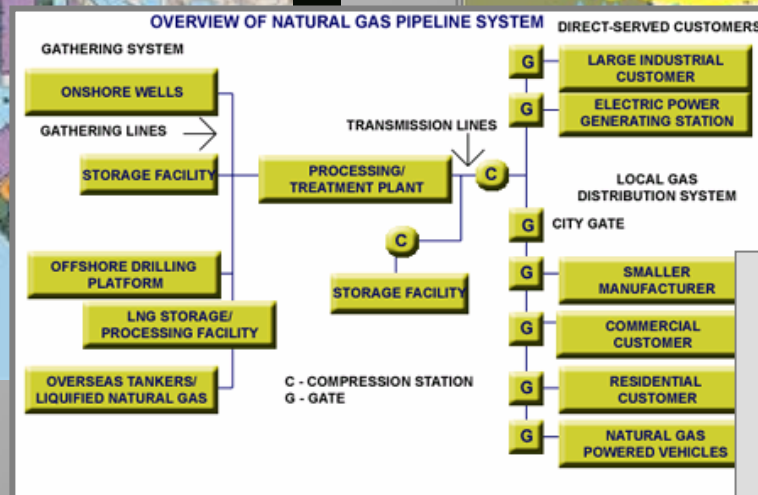 OVERVIEW OF NATURAL GAS PIPELINE SYSTEM
GATHERING SYSTEM
ONSHORE WELLS
GATHERING LINES
STORAGE FACILITY
OFFSHORE DRILLING
PLATFORM
LNG STORAGE/
PROCESSING FACILITY
OVERSEAS TANKERS/
LIQUIFIED NATURAL GAS
PROCESSING/
TREATMENT PLANT
TRANSMISSION LINES
C
C
STORAGE FACILITY
C - COMPRESSION STATION
G - GATE
DIRECT-SERVED CUSTOMERS
G
LARGE INDUSTRIAL
CUSTOMER
G
ELECTRIC POWER
GENERATING STATION
LOCAL GAS
DISTRIBUTION SYSTEM
G
CITY GATE
G
SMALLER
MANUFACTURER
G
COMMERCIAL
CUSTOMER
G
RESIDENTIAL
CUSTOMER
G
NATURAL GAS
POWERED VEHICLES